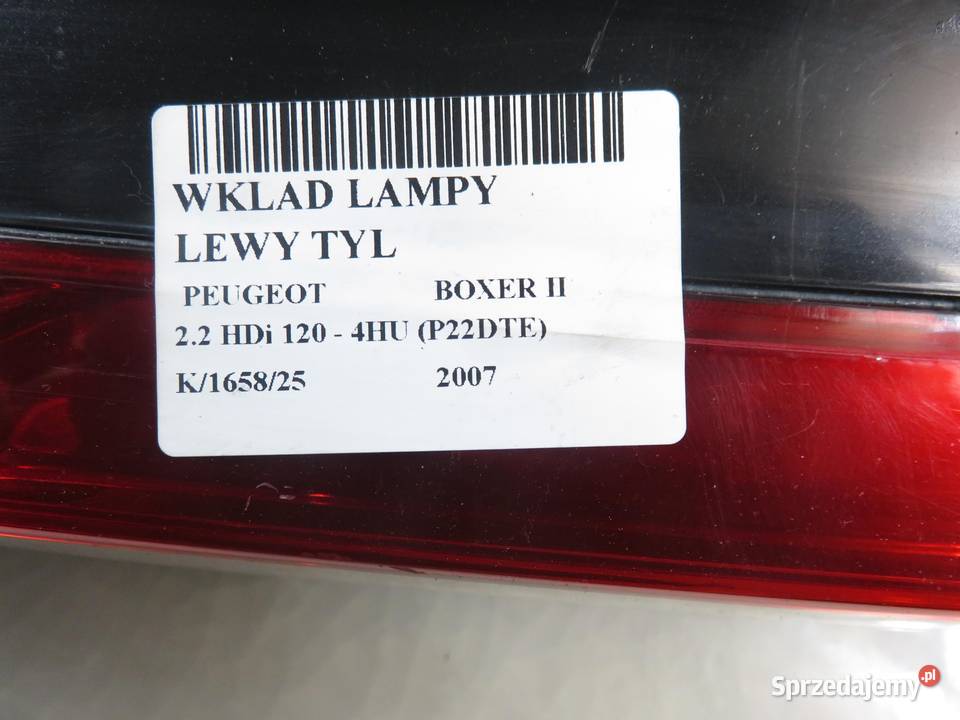 WKLAD LAMPY
LEWY TYL
PEUGEOT BOXER II
2.2 HDi 120 - 4HU (P22DTE)
K/1658/25 2007
Sprzedajemy.pl